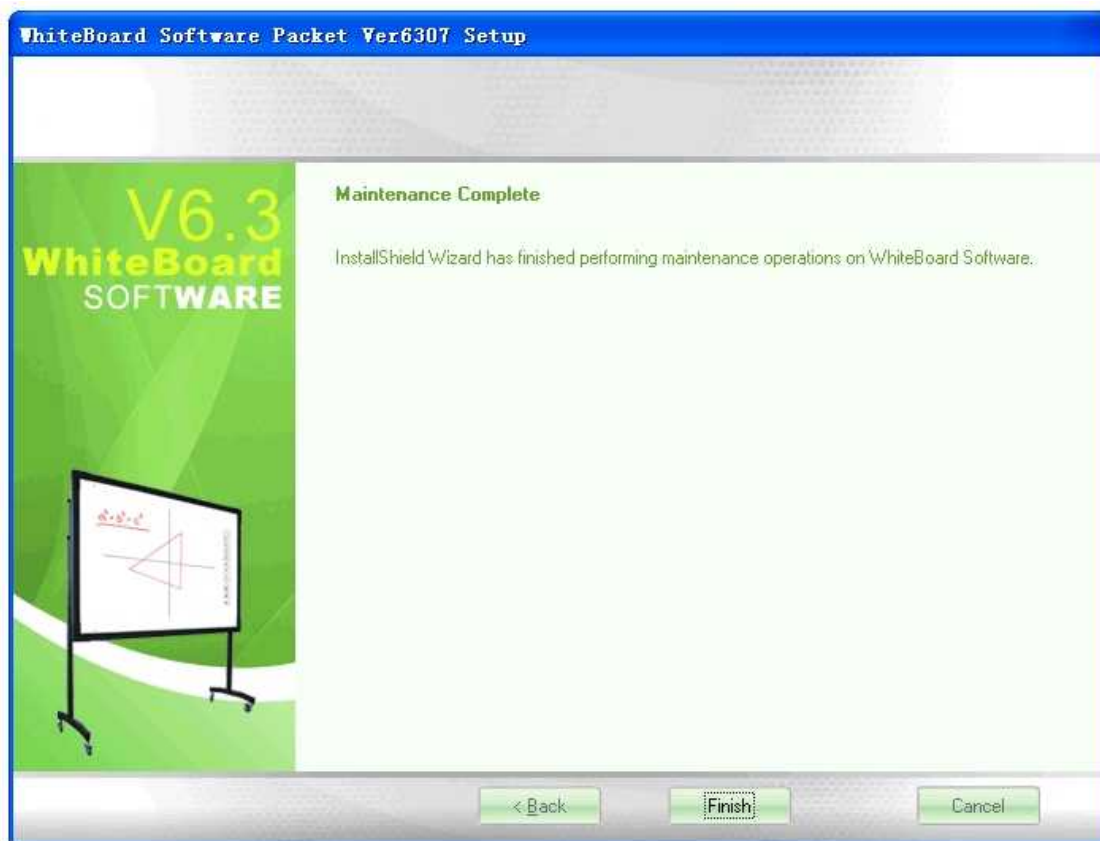 WhiteBoard Software Packet Ver6307 Setup
V6.3
WhiteBoard
SOFTWARE
Maintenance Complete
InstallShield Wizard has finished performing maintenance operations on WhiteBoard Software.
< Back
Finish
Cancel